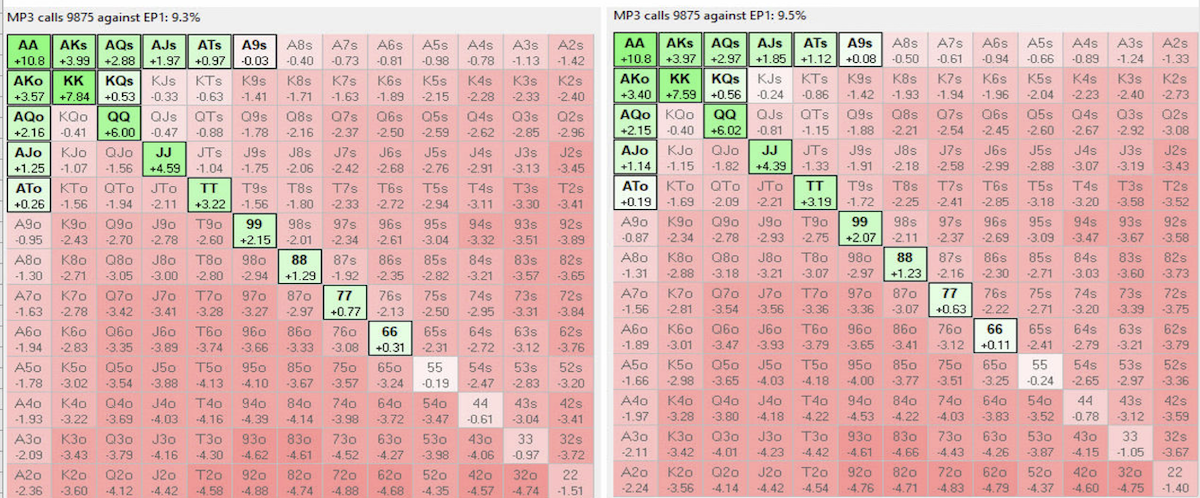 MP3 calls 9875 against EP1: 9.3%
AA AKs AQs AJs ATs A9s A8s A7s A6s A5s A4s A3s A2s
+10.8 +3.99 +2.88 +1.97 +0.97 -0.03 -0.40 -0.73 -0.81 -0.98 -0.78 -1.13 -1.42
AKo KK KQs KJs KTs K9s K8s K7s K6s K5s K4s K3s K2s
+3.57 +7.84 +0.53 -0.33 -0.63 -1.41 -1.71 -1.63 -1.89 -2.15 -2.28 -2.33 -2.40
AQo KQo QQ QJs QTs Q9s Q8s Q7s Q6s Q5s Q4s Q3s Q2s
+2.16 -0.41 +6.00 -0.47 -0.88 -1.78 -2.16 -2.37 -2.50 -2.59 -2.62 -2.85 -2.96
AJo KJo QJo JJ JTs J9s J8s J7s J6s J5s J4s J3s J2s
+1.25 -1.07 -1.56 +4.59 -1.04 -1.75 -2.06 -2.42 -2.68 -2.76 -2.91 -3.13 -3.45
ATo KTo QTo JTo TT T9s T8s T7s T6s T5s T4s T3s T2s
+0.26 -1.56 -1.94 -2.11 +3.22 -1.56 -1.80 -2.33 -2.72 -2.94 -3.11 -3.30 -3.41
A9o K9o Q9o J9o T9o 99 98s 97s 96s 95s 94s 93s 92s
-0.95 -2.43 -2.70 -2.78 -2.60 +2.15 -2.01 -2.34 -2.61 -3.04 -3.32 -3.51 -3.89
A8o K8o Q8o J8o T8o 98o 88 87s 86s 85s 84s 83s 82s
-1.30 -2.71 -3.05 -3.00 -2.80 -2.94 +1.29 -1.92 -2.35 -2.82 -3.21 -3.57 -3.65
A7o K7o Q7o J7o T7o 97o 87o 77 76s 75s 74s 73s 72s
-1.63 -2.78 -3.42 -3.41 -3.28 -3.27 -2.97 +0.77 -2.13 -2.50 -2.95 -3.31 -3.84
A6o K6o Q6o J6o T6o 96o 86o 76o 66 65s 64s 63s 62s
-1.94 -2.83 -3.35 -3.89 -3.74 -3.66 -3.33 -3.08 +0.31 -2.31 -2.72 -3.12 -3.76
A5o K5o Q5o J5o T5o 95o 85o 75o 65o 55 54s 53s 52s
-1.78 -3.02 -3.54 -3.88 -4.13 -4.10 -3.67 -3.57 -3.24 -0.19 -2.47 -2.83 -3.20
A4o K4o Q4o J4o T4o 94o 84o 74o 64o 54o 44 43s 42s
-1.93 -3.22 -3.69 -4.03 -4.16 -4.39 -4.14 -3.98 -3.72 -3.47 -0.61 -3.04 -3.41
A3o K3o Q3o J3o T3o 93o 83o 73o 63o 53o 43o 33 32s
-2.09 -3.43 -3.79 -4.16 -4.30 -4.62 -4.61 -4.52 -4.27 -3.98 -4.06 -0.97 -3.72
A2o K2o Q2o J2o T2o 92o 82o 72o 62o 52o 42o 32o 22
-2.36 -3.60 -4.12 -4.42 -4.58 -4.88 -4.74 -4.88 -4.68 -4.35 -4.57 -4.74 -1.51
MP3 calls 9875 against EP1: 9.5%
AA AKs AQs AJs ATs A9s A8s A7s A6s A5s A4s A3s A2s
+10.8 +3.97 +2.97 +1.85 +1.12 +0.08 -0.50 -0.61 -0.94 -0.66 -0.89 -1.24 -1.33
AKo KK KQs KJs KTs K9s K8s K7s K6s K5s K4s K3s K2s
+3.40 +7.59 +0.56 -0.24 -0.86 -1.42 -1.93 -1.94 -1.96 -2.04 -2.23 -2.40 -2.73
AQo KQo QQ QJs QTs Q9s Q8s Q7s Q6s Q5s Q4s Q3s Q2s
+2.15 -0.40 +6.02 -0.81 -1.15 -1.88 -2.21 -2.54 -2.45 -2.60 -2.67 -2.92 -3.08
AJo KJo QJo JJ JTs J9s J8s J7s J6s J5s J4s J3s J2s
+1.14 -1.15 -1.82 +4.39 -1.33 -1.91 -2.18 -2.58 -2.99 -2.88 -3.07 -3.19 -3.43
ATo KTo QTo JTo TT T9s T8s T7s T6s T5s T4s T3s T2s
+0.19 -1.69 -2.09 -2.21 +3.19 -1.72 -2.25 -2.41 -2.85 -3.18 -3.20 -3.58 -3.52
A9o K9o Q9o J9o T9o 99 98s 97s 96s 95s 94s 93s 92s
-0.87 -2.34 -2.78 -2.93 -2.75 +2.07 -2.11 -2.37 -2.69 -3.09 -3.47 -3.67 -3.58
A8o K8o Q8o J8o T8o 98o 88 87s 86s 85s 84s 83s 82s
-1.31 -2.88 -3.18 -3.21 -3.07 -2.97 +1.23 -2.16 -2.30 -2.71 -3.03 -3.60 -3.73
A7o K7o Q7o J7o T7o 97o 87o 77 76s 75s 74s 73s 72s
-1.56 -2.81 -3.54 -3.56 -3.36 -3.36 -3.07 +0.63 -2.22 -2.71 -3.20 -3.39 -3.75
A6o K6o Q6o J6o T6o 96o 86o 76o 66 65s 64s 63s 62s
-1.89 -3.01 -3.47 -3.93 -3.79 -3.65 -3.41 -3.12 +0.11 -2.41 -2.79 -3.21 -3.79
A5o K5o Q5o J5o T5o 95o 85o 75o 65o 55 54s 53s 52s
-1.66 -2.98 -3.65 -4.03 -4.18 -4.00 -3.77 -3.51 -3.25 -0.24 -2.65 -2.97 -3.36
A4o K4o Q4o J4o T4o 94o 84o 74o 64o 54o 44 43s 42s
-1.97 -3.28 -3.80 -4.18 -4.22 -4.53 -4.22 -4.03 -3.83 -3.52 -0.78 -3.12 -3.59
A3o K3o Q3o J3o T3o 93o 83o 73o 63o 53o 43o 33 32s
-2.11 -3.42 -4.01 -4.23 -4.42 -4.61 -4.66 -4.43 -4.26 -3.87 -4.15 -1.05 -3.67
A2o K2o Q2o J2o T2o 92o 82o 72o 62o 52o 42o 32o 22
-2.24 -3.56 -4.14 -4.42 -4.54 -4.76 -4.71 -4.83 -4.79 -4.37 -4.60 -4.75 -1.40